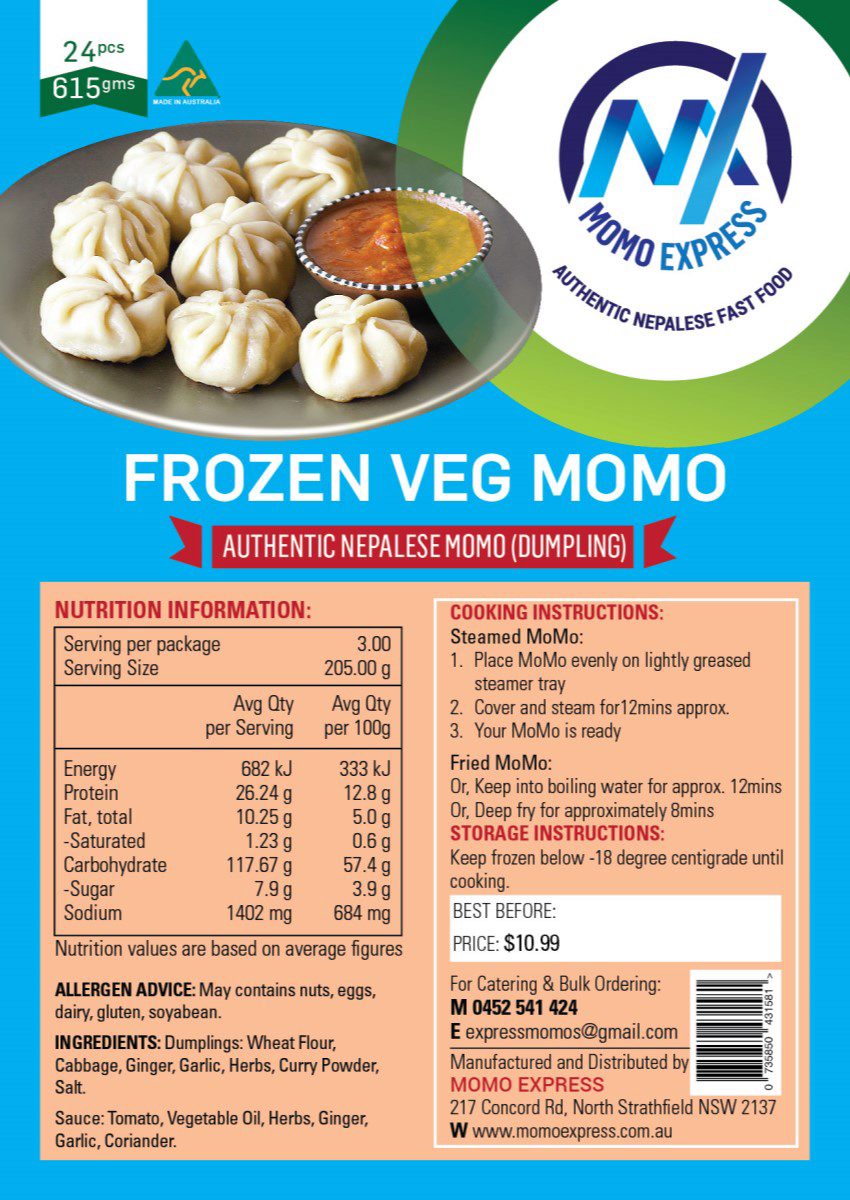 24pcs
615gms
MADE IN AUSTRALIA
MOMO EXPRESS
AUTHENTIC NEPALESE FAST FOOD
FROZEN VEG MOMO
AUTHENTIC NEPALESE MOMO (DUMPLING)
NUTRITION INFORMATION:
Serving per package 3.00
Serving Size 205.00 g
Avg Qty Avg Qty
per Serving per 100g
Energy 682 kJ 333 kJ
Protein 26.24 g 12.8 g
Fat, total 10.25 g 5.0 g
-Saturated 1.23 g 0.6 g
Carbohydrate 117.67 g 57.4 g
-Sugar 7.9 g 3.9 g
Sodium 1402 mg 684 mg
Nutrition values are based on average figures
ALLERGEN ADVICE: May contains nuts, eggs,
dairy, gluten, soyabean.
INGREDIENTS: Dumplings: Wheat Flour,
Cabbage, Ginger, Garlic, Herbs, Curry Powder,
Salt.
Sauce: Tomato, Vegetable Oil, Herbs, Ginger,
Garlic, Coriander.
COOKING INSTRUCTIONS:
Steamed MoMo:
1. Place MoMo evenly on lightly greased
steamer tray
2. Cover and steam for12mins approx.
3. Your MoMo is ready
Fried MoMo:
Or, Keep into boiling water for approx. 12mins
Or, Deep fry for approximately 8mins
STORAGE INSTRUCTIONS:
Keep frozen below -18 degree centigrade until
cooking.
BEST BEFORE:
PRICE: $10.99
For Catering & Bulk Ordering:
M 0452 541 424
E expressmomos@gmail.com
Manufactured and Distributed by
MOMO EXPRESS
217 Concord Rd, North Strathfield NSW 2137
W www.momoexpress.com.au
0 735850 431581 >